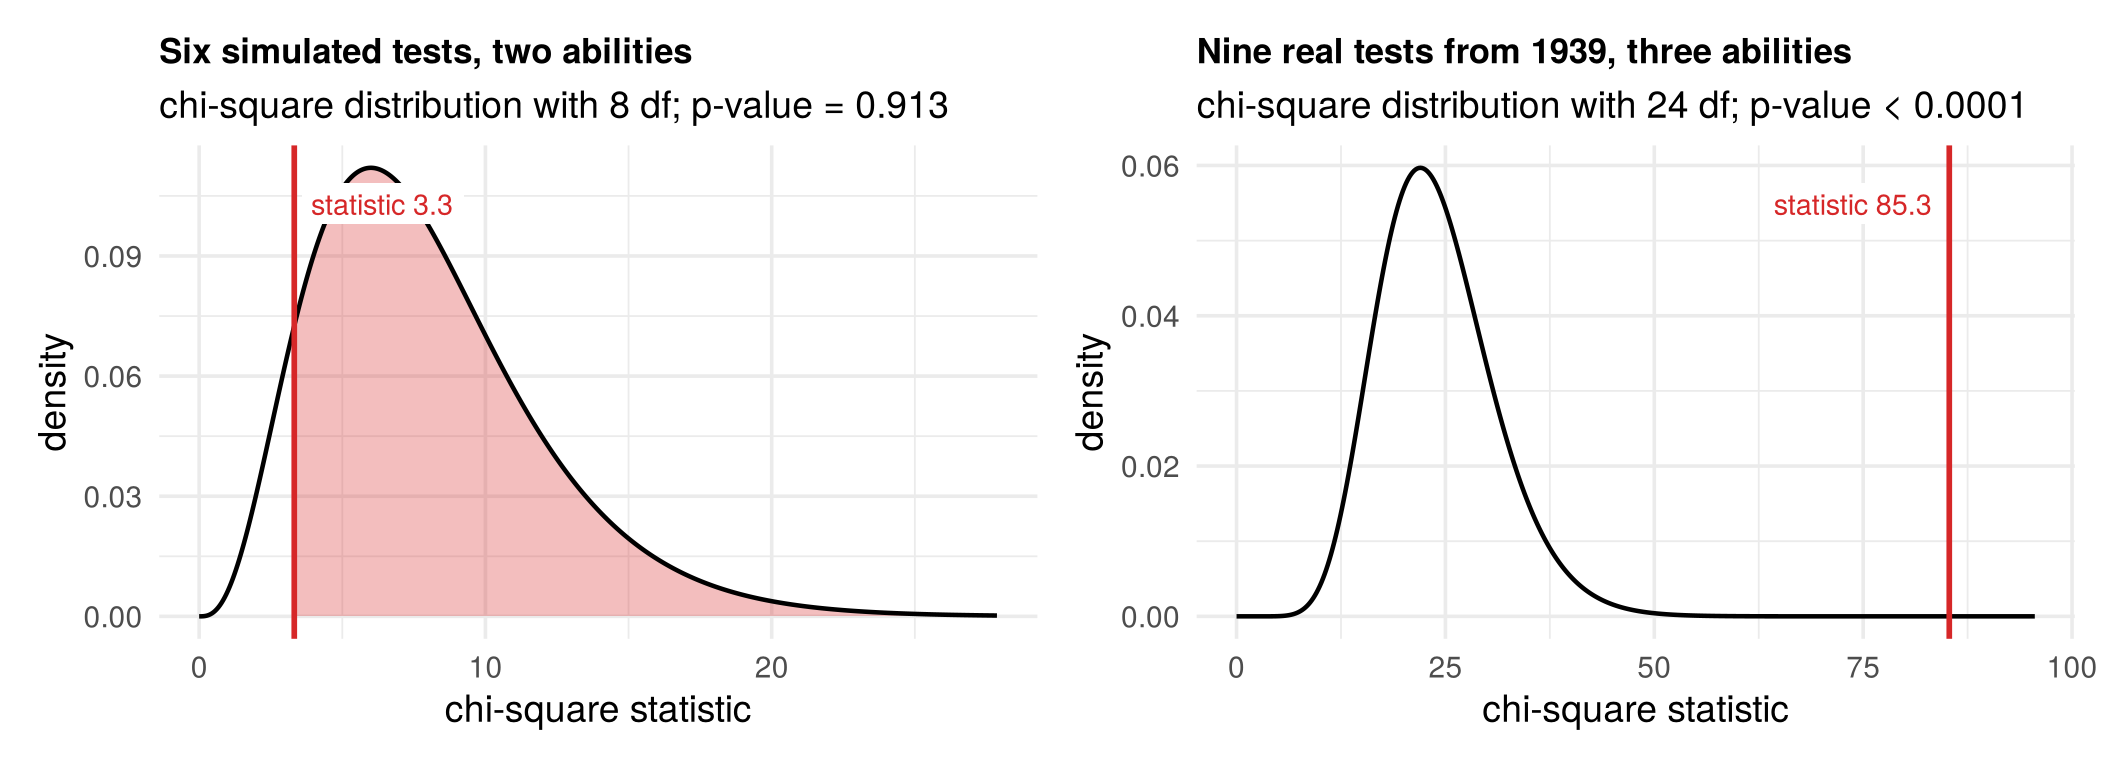 Six simulated tests, two abilities
chi-square distribution with 8 df; p-value = 0.913
statistic 3.3
0.09
0.06
0.03
0.00
density
0
10
20
chi-square statistic
Nine real tests from 1939, three abilities
chi-square distribution with 24 df; p-value < 0.0001
0.06
statistic 85.3
0.04
0.02
0.00
density
0
25
50
75
100
chi-square statistic